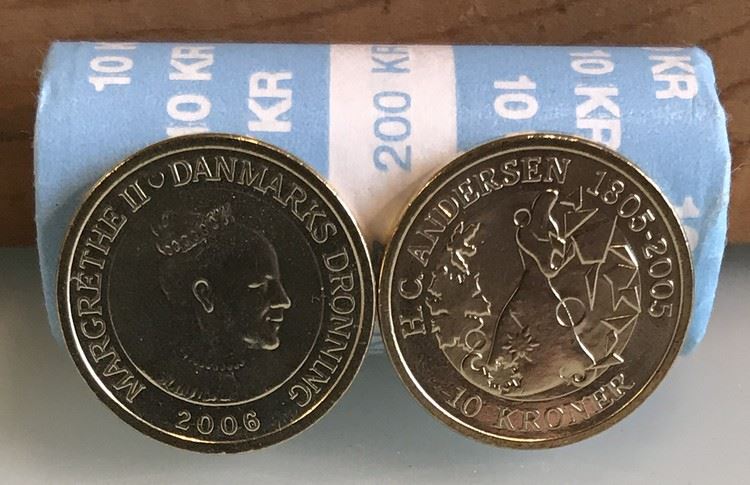 10 KR
10 KR
KR
200 KR
10
10 KR
KR
10
MARGRETHE II DANMARKS DRONNING
2006
H.C. ANDERSEN 1805-2005
10 KRONER